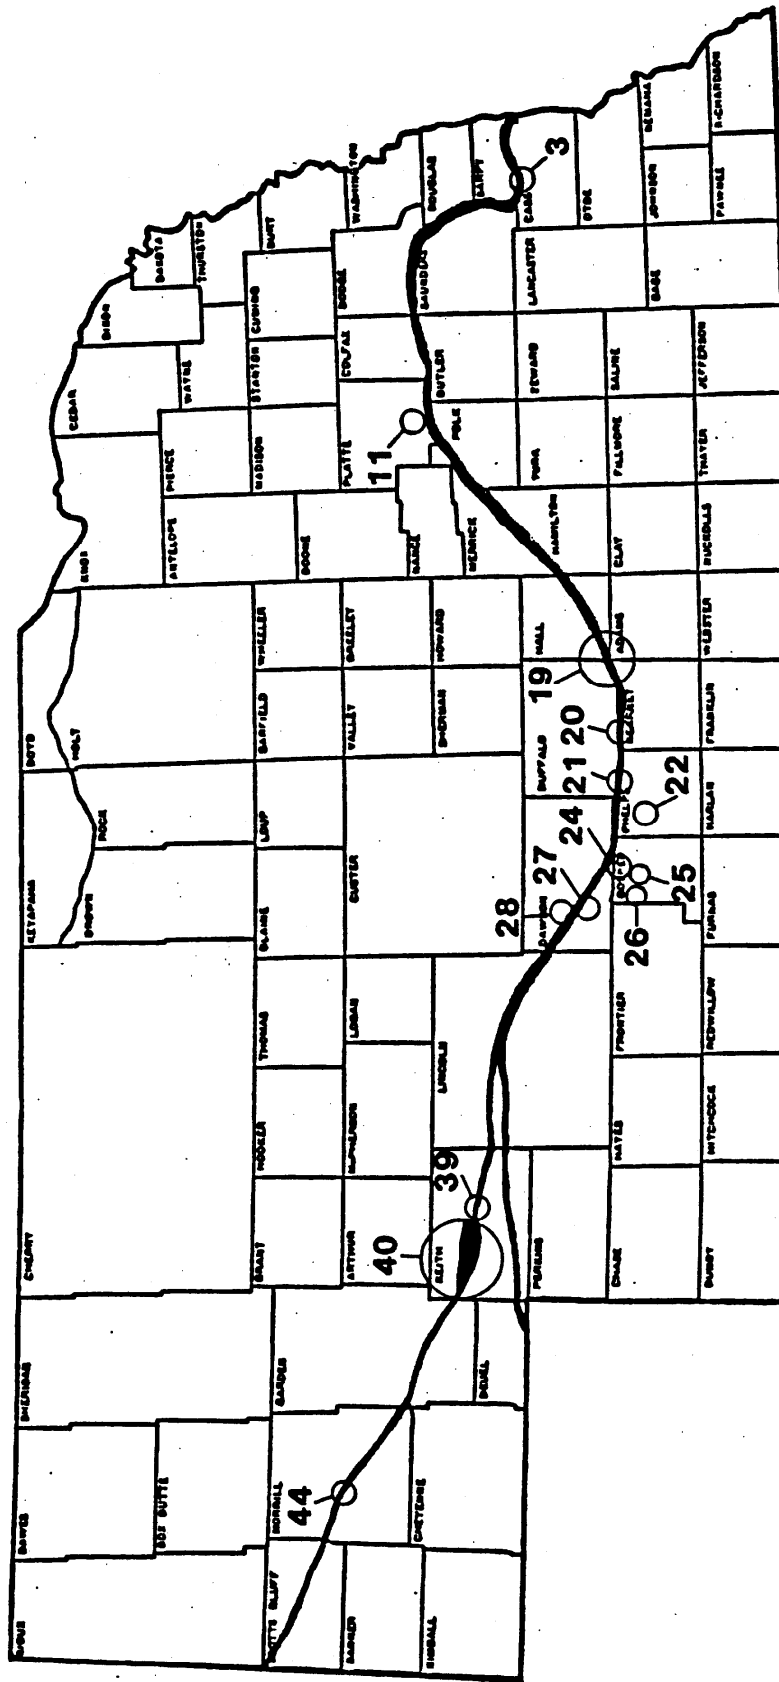 SIOUX
DAWES
SHERIDAN
CHERRY
KEYAPAHA
BOYD
BROWN
ROCK
HOLT
KNOX
CEDAR
DIXON
DAKOTA
THURSTON
BOX BUTTE
ANTELOPE
PIERCE
WAYNE
SCOTTS BLUFF
MORRILL
GARDEN
GRANT
HOOKER
THOMAS
BLAINE
LOUP
GARFIELD
WHEELER
BOONE
MADISON
STANTON
CUMING
BURT
BANNER
44
ARTHUR
McPHERSON
LOGAN
CUSTER
VALLEY
GREELEY
PLATTE
COLFAX
DODGE
WASHINGTON
KIMBALL
CHEYENNE
40
KEITH
39
LINCOLN
SHERMAN
HOWARD
NANCE
MERRICK
11
POLK
BUTLER
SAUNDERS
DOUGLAS
SARPY
DEUEL
PERKINS
28
DAWSON
27
BUFFALO
HALL
19
HAMILTON
YORK
SEWARD
LANCASTER
CASS
3
OTOE
CHASE
HAYES
FRONTIER
26
25
GOSPER
24
PHELPS
21
22
20
KEARNEY
ADAMS
CLAY
FILLMORE
SALINE
GAGE
JOHNSON
NEMAHA
DUNDY
HITCHCOCK
REDWILLOW
FURNAS
HARLAN
FRANKLIN
WEBSTER
NUCKOLLS
THAYER
JEFFERSON
PAWNEE
RICHARDSON